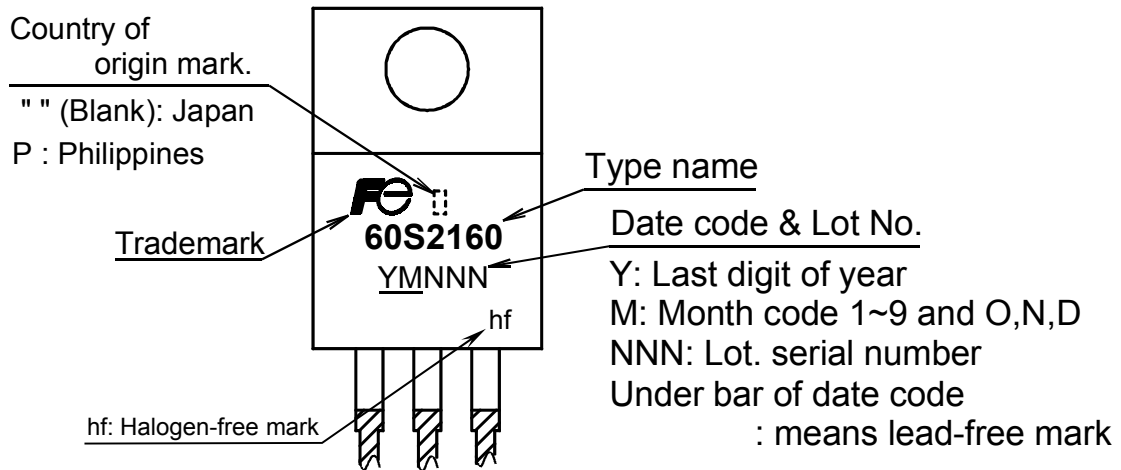 Country of
origin mark.
" " (Blank): Japan
P : Philippines
Trademark
Fe
60S2160
YMNNN
hf
hf: Halogen-free mark
Type name
Date code & Lot No.
Y: Last digit of year
M: Month code 1~9 and O,N,D
NNN: Lot. serial number
Under bar of date code
: means lead-free mark